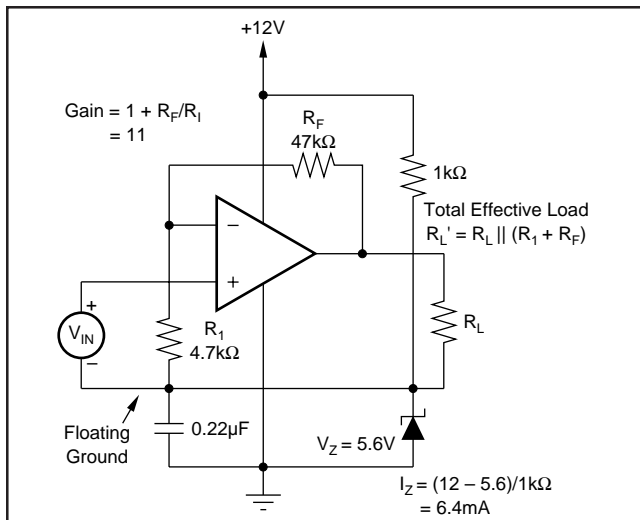 +12V
Gain = 1 + R_F/R_I
= 11
R_F
47kΩ
1kΩ
Total Effective Load
R_L' = R_L || (R_1 + R_F)
−
+
+
V_IN
−
R_1
4.7kΩ
R_L
Floating
Ground
0.22µF
V_Z = 5.6V
I_Z = (12 – 5.6)/1kΩ
= 6.4mA